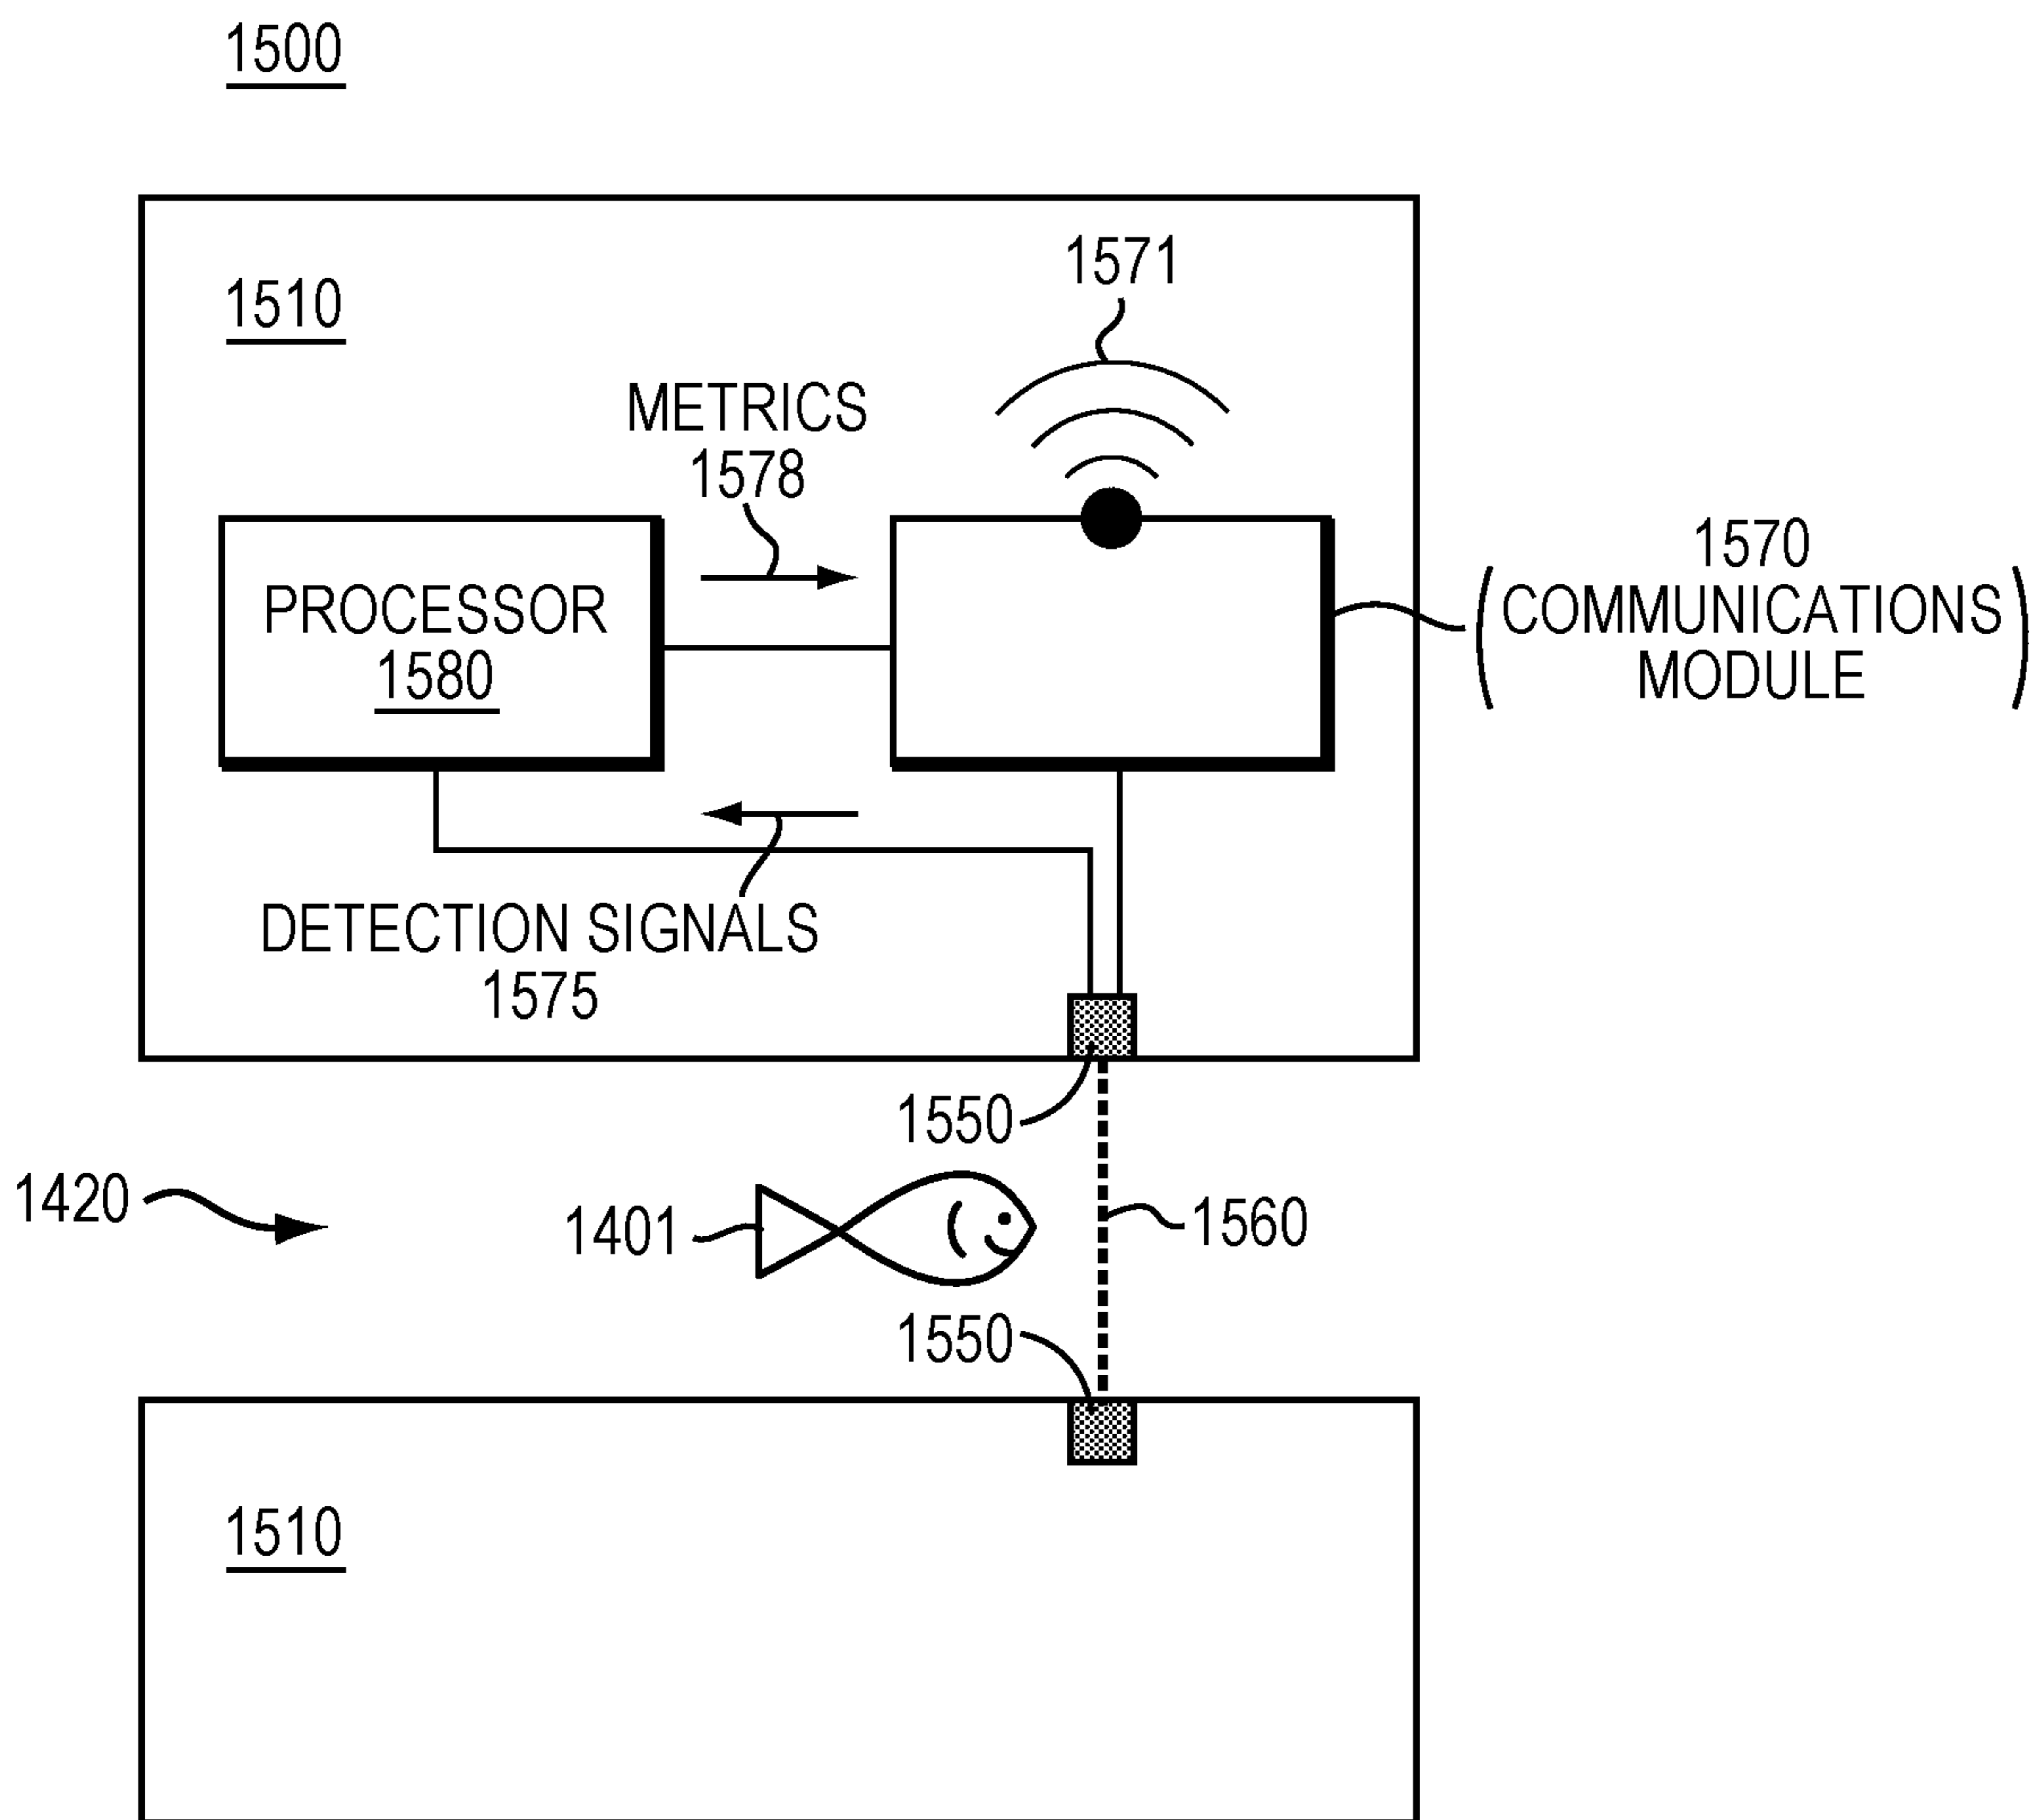 1500
1510
1571
METRICS
1578
PROCESSOR
1580
1570
(COMMUNICATIONS
MODULE)
DETECTION SIGNALS
1575
1550
1420
1401
1560
1550
1510